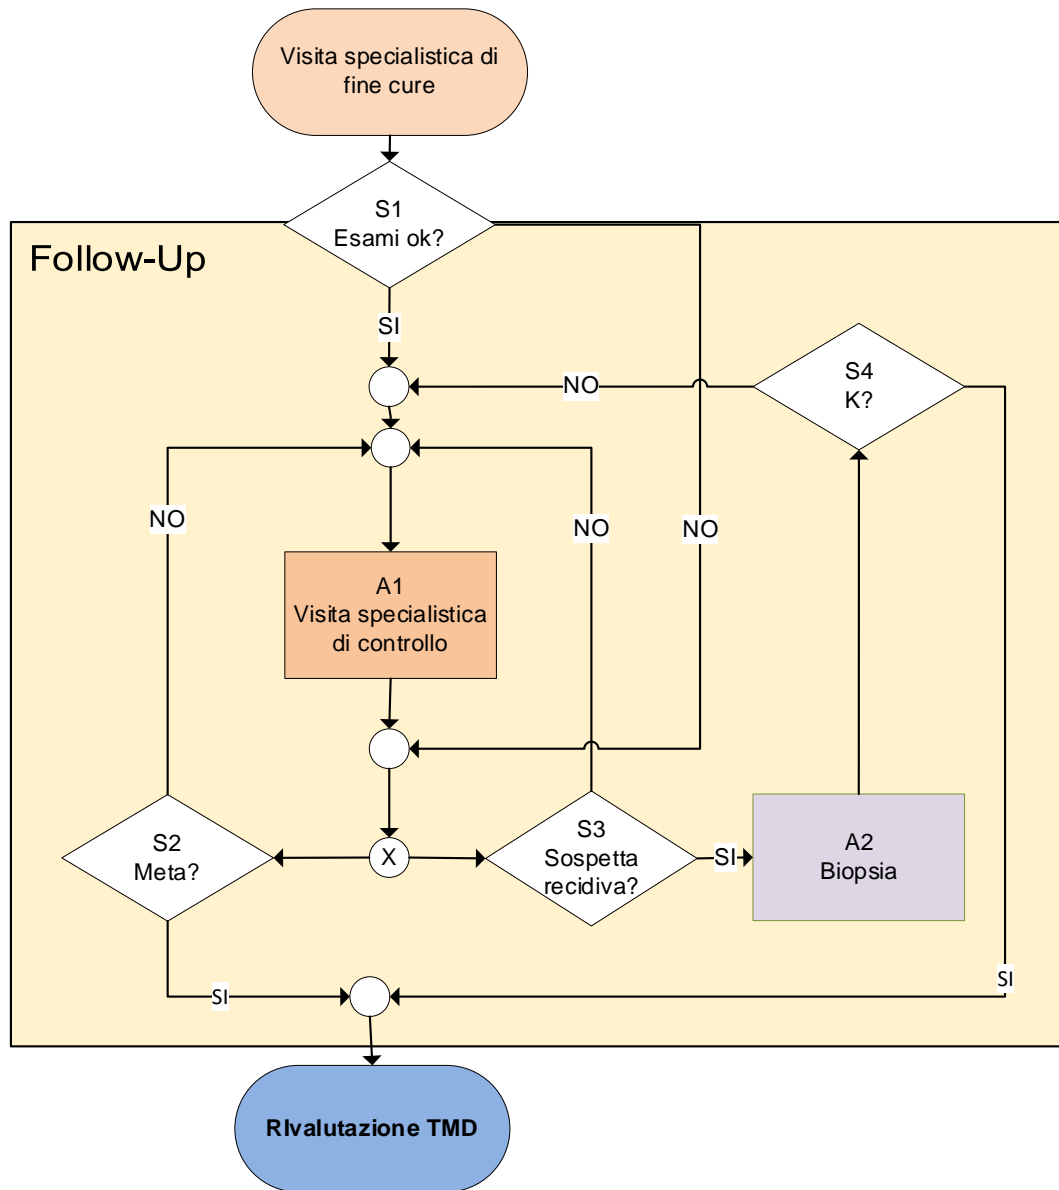 Visita specialistica di
fine cure
S1
Esami ok?
Follow-Up
SI
S4
K?
NO
NO
NO
NO
A1
Visita specialistica
di controllo
S2
Meta?
X
S3
Sospetta
recidiva?
SI
A2
Biopsia
SI
SI
RIvalutazione TMD